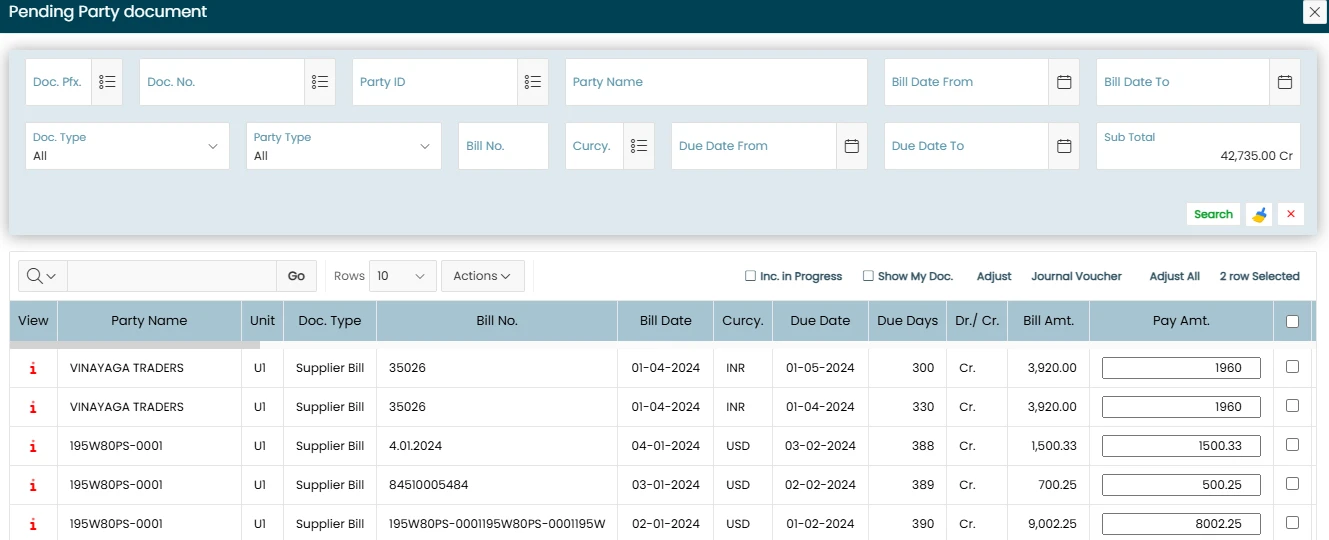 Pending Party document
Doc. Pfx. Doc. No. Party ID Party Name Bill Date From Bill Date To
Doc. Type Party Type Bill No. Curcy. Due Date From Due Date To Sub Total
All All 42,735.00 Cr
Search
Go Rows 10 Actions Inc. in Progress Show My Doc. Adjust Journal Voucher Adjust All 2 row Selected
View Party Name Unit Doc. Type Bill No. Bill Date Curcy. Due Date Due Days Dr./ Cr. Bill Amt. Pay Amt.
VINAYAGA TRADERS U1 Supplier Bill 35026 01-04-2024 INR 01-05-2024 300 Cr. 3,920.00 1960
VINAYAGA TRADERS U1 Supplier Bill 35026 01-04-2024 INR 01-04-2024 330 Cr. 3,920.00 1960
195W80PS-0001 U1 Supplier Bill 4.01.2024 04-01-2024 USD 03-02-2024 388 Cr. 1,500.33 1500.33
195W80PS-0001 U1 Supplier Bill 84510005484 03-01-2024 USD 02-02-2024 389 Cr. 700.25 500.25
195W80PS-0001 U1 Supplier Bill 195W80PS-0001195W80PS-0001195W 02-01-2024 USD 01-02-2024 390 Cr. 9,002.25 8002.25